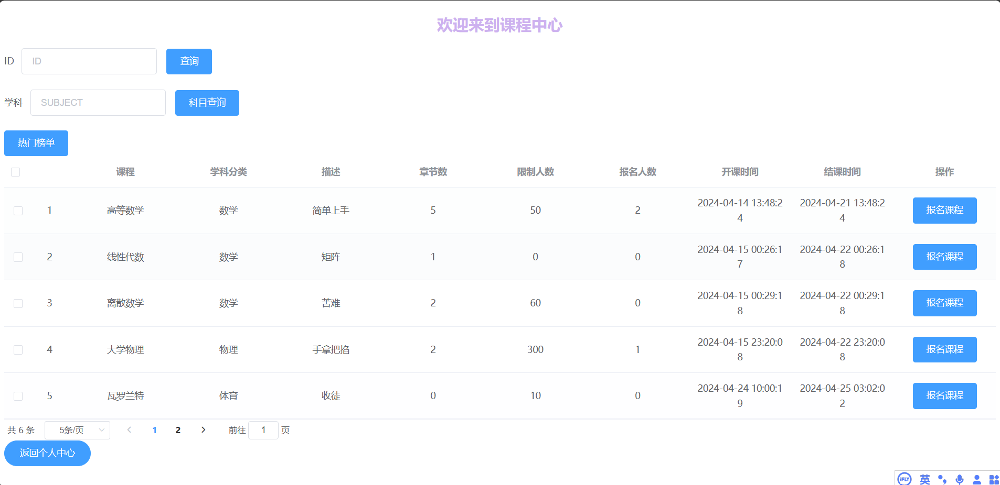 欢迎来到课程中心
ID ID 查询
学科 SUBJECT 科目查询
热门榜单
课程 学科分类 描述 章节数 限制人数 报名人数 开课时间 结课时间 操作
1 高等数学 数学 简单上手 5 50 2 2024-04-14 13:48:24 2024-04-21 13:48:24 报名课程
2 线性代数 数学 矩阵 1 0 0 2024-04-15 00:26:17 2024-04-22 00:26:18 报名课程
3 离散数学 数学 苦难 2 60 0 2024-04-15 00:29:18 2024-04-22 00:29:18 报名课程
4 大学物理 物理 手拿把掐 2 300 1 2024-04-15 23:20:08 2024-04-22 23:20:08 报名课程
5 瓦罗兰特 体育 收徒 0 10 0 2024-04-24 10:00:19 2024-04-25 03:02:02 报名课程
共 6 条 5条/页 1 2 前往 1 页
返回个人中心
iFLY 英